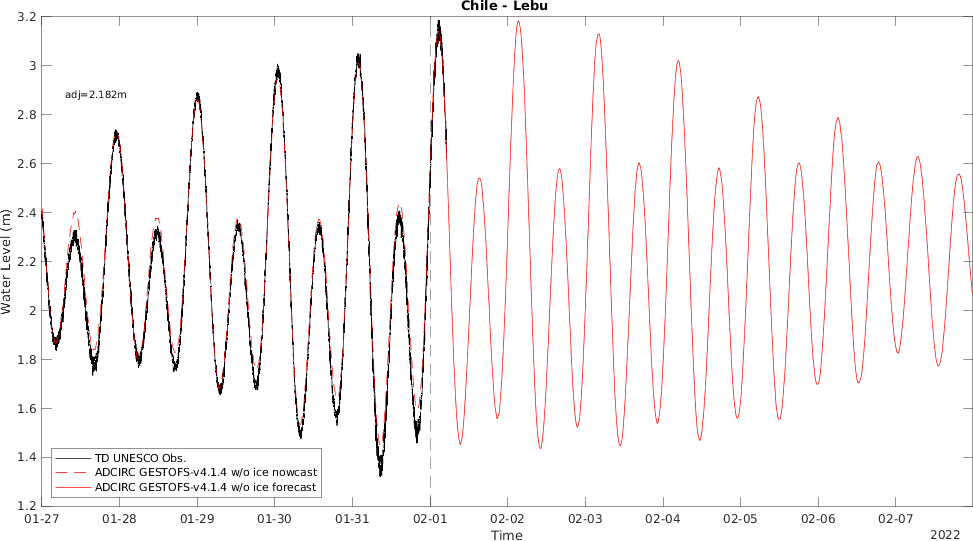 Chile - Lebu
3.2
3
2.8
2.6
2.4
2.2
2
1.8
1.6
1.4
1.2
Water Level (m)
adj=2.182m
TD UNESCO Obs.
ADCIRC GESTOFS-v4.1.4 w/o ice nowcast
ADCIRC GESTOFS-v4.1.4 w/o ice forecast
01-27 01-28 01-29 01-30 01-31 02-01 02-02 02-03 02-04 02-05 02-06 02-07
Time
2022